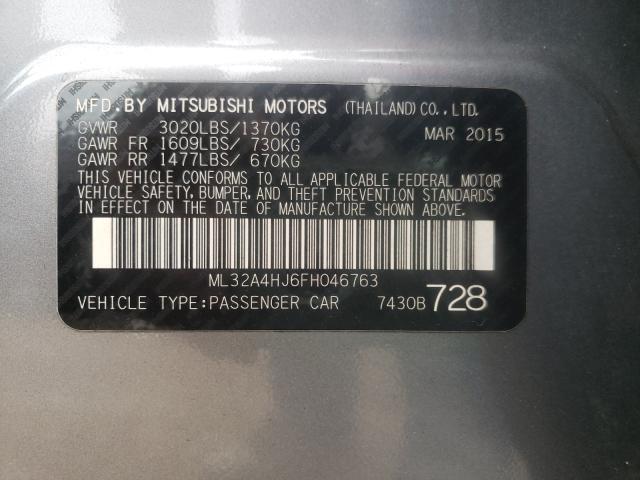 MFD.BY MITSUBISHI MOTORS (THAILAND) CO., LTD.
GVWR 3020LBS/1370KG MAR 2015
GAWR FR 1609LBS/ 730KG
GAWR RR 1477LBS/ 670KG
THIS VEHICLE CONFORMS TO ALL APPLICABLE FEDERAL MOTOR
VEHICLE SAFETY, BUMPER, AND THEFT PREVENTION STANDARDS
IN EFFECT ON THE DATE OF MANUFACTURE SHOWN ABOVE.
ML32A4HJ6FH046763
VEHICLE TYPE:PASSENGER CAR 7430B 728